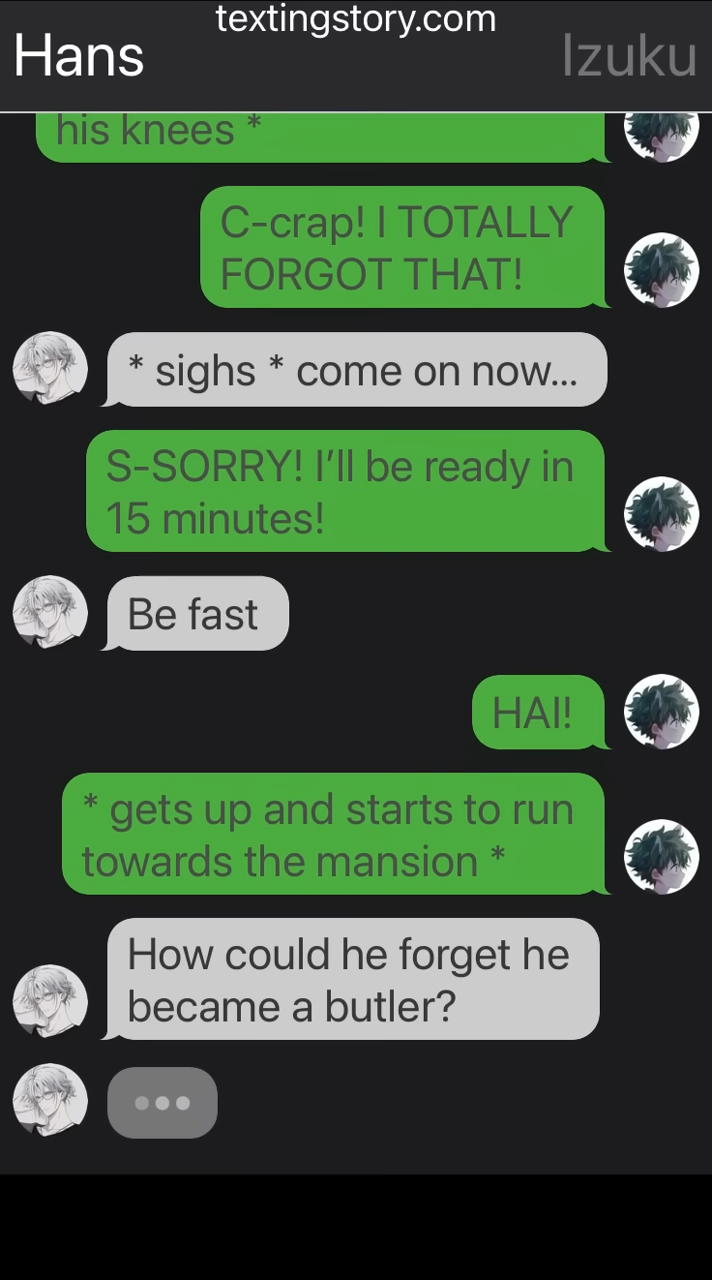 textingstory.com
Hans
Izuku
his knees *
C-crap! I TOTALLY
FORGOT THAT!
* sighs * come on now...
S-SORRY! I’ll be ready in
15 minutes!
Be fast
HAI!
* gets up and starts to run
towards the mansion *
How could he forget he
became a butler?